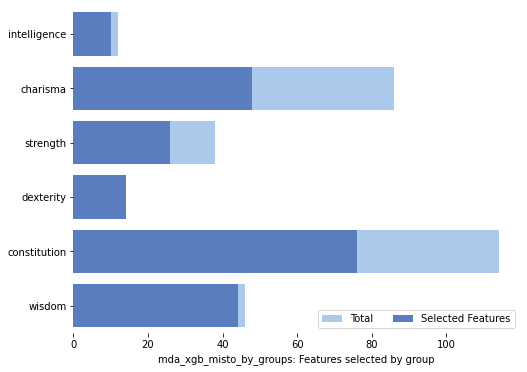 intelligence
charisma
strength
dexterity
constitution
wisdom
Total
Selected Features
0 20 40 60 80 100
mda_xgb_misto_by_groups: Features selected by group